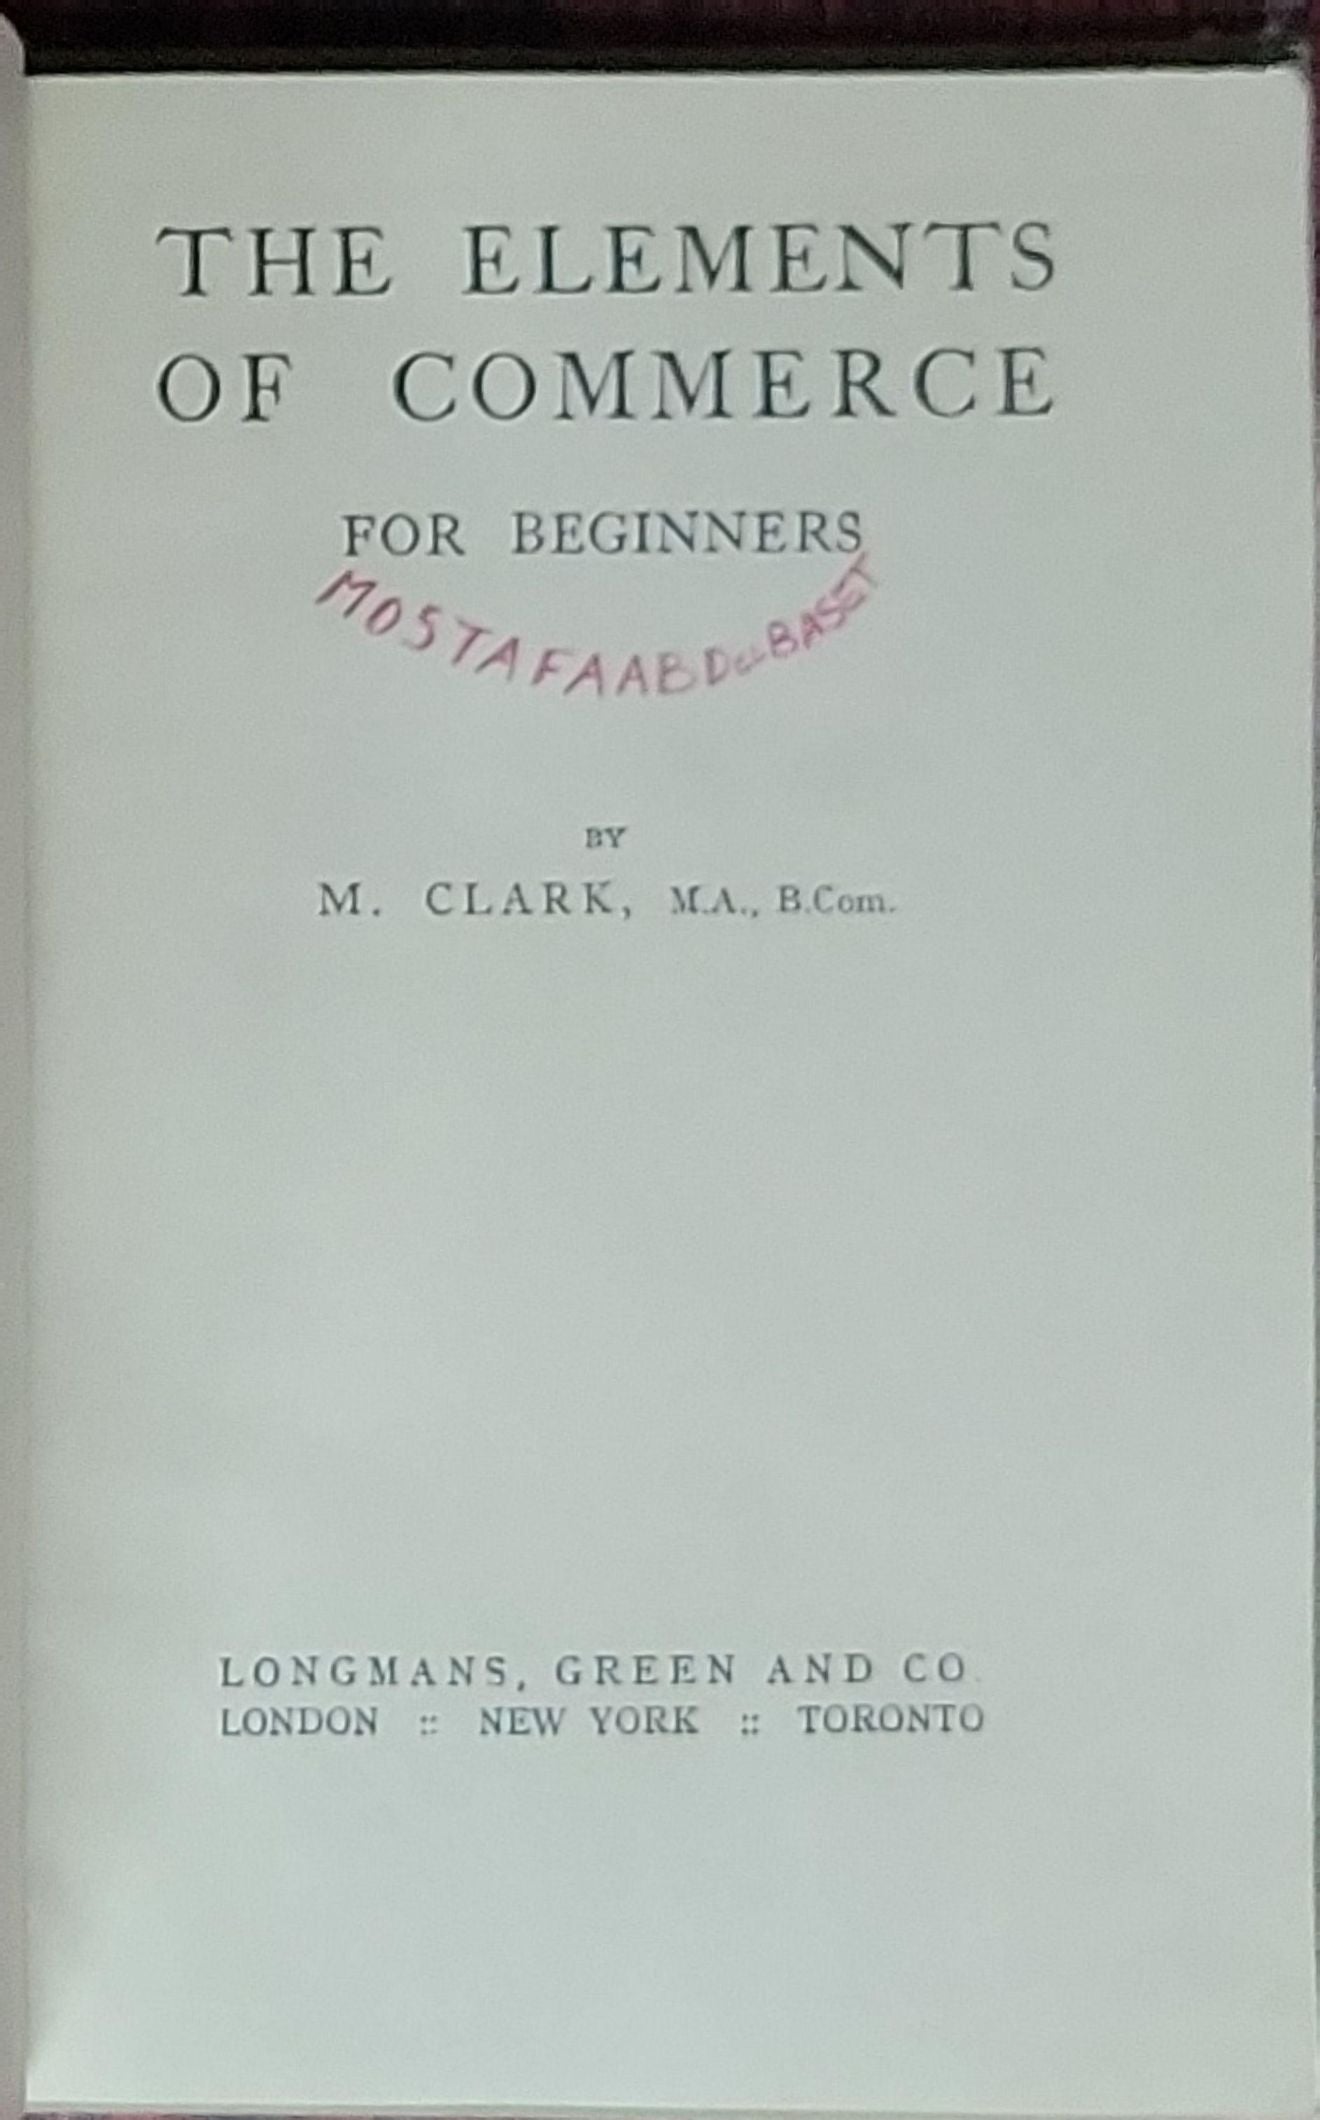 THE ELEMENTS
OF COMMERCE
FOR BEGINNERS
MOSTAFA ABDel BASET
BY
M. CLARK, M.A., B.Com.
LONGMANS, GREEN AND CO.
LONDON :: NEW YORK :: TORONTO